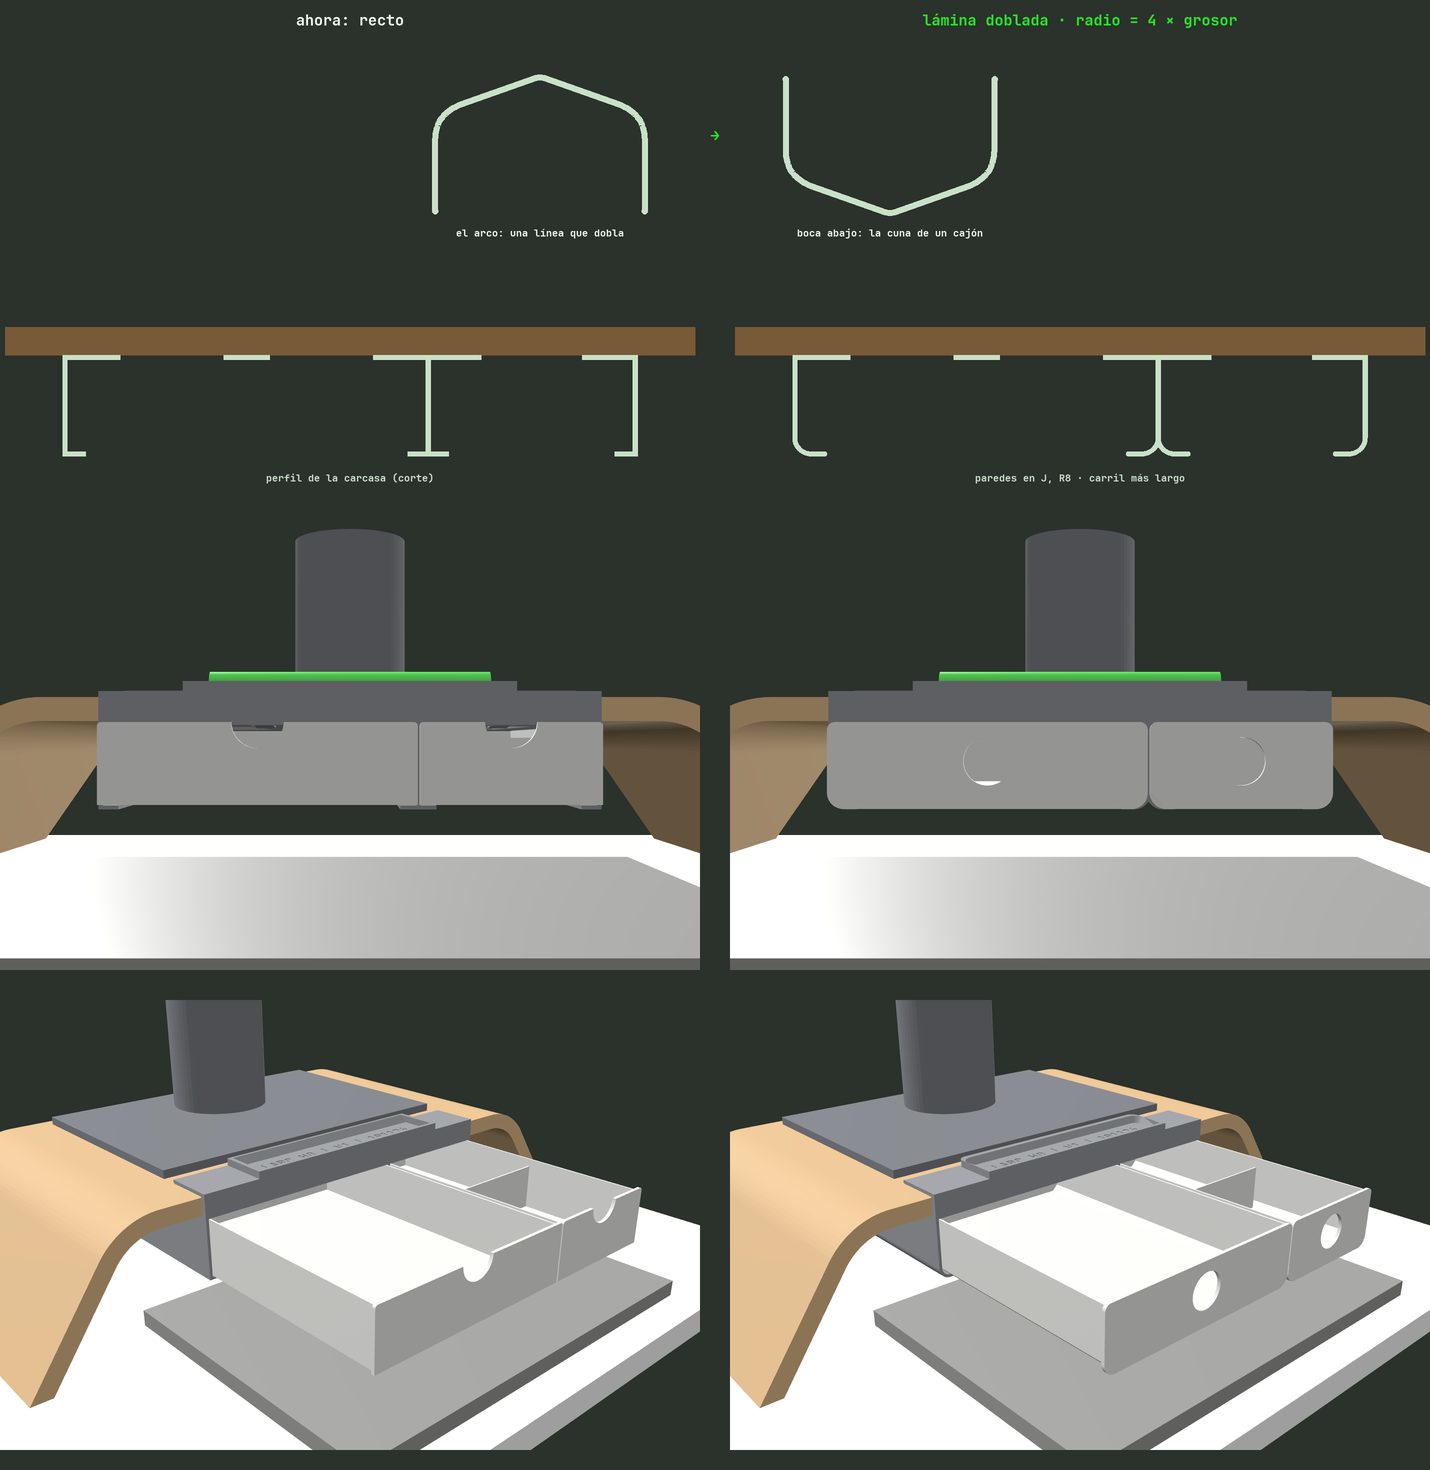 ahora: recto
lámina doblada · radio = 4 × grosor
→
el arco: una línea que dobla
boca abajo: la cuna de un cajón
perfil de la carcasa (corte)
paredes en J, R8 · carril más largo